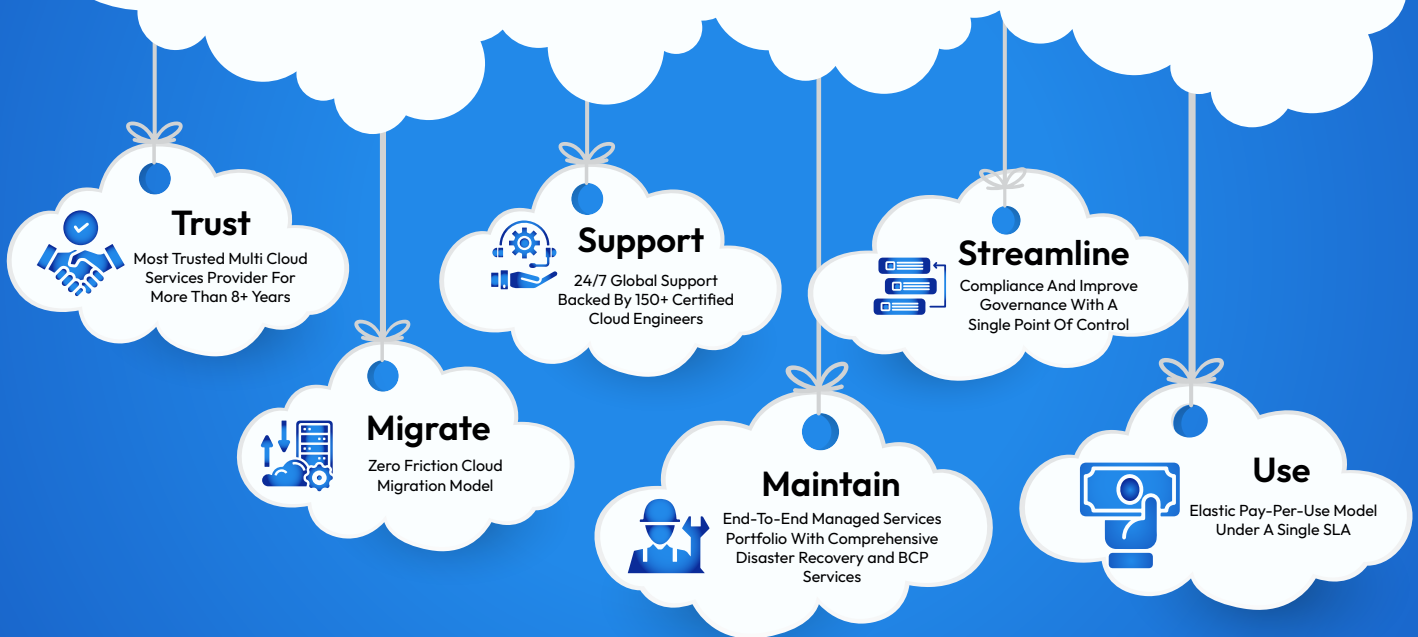 Trust
Most Trusted Multi Cloud
Services Provider For
More Than 8+ Years
Migrate
Zero Friction Cloud
Migration Model
Support
24/7 Global Support
Backed By 150+ Certified
Cloud Engineers
Maintain
End-To-End Managed Services
Portfolio With Comprehensive
Disaster Recovery and BCP
Services
Streamline
Compliance And Improve
Governance With A
Single Point Of Control
Use
Elastic Pay-Per-Use Model
Under A Single SLA